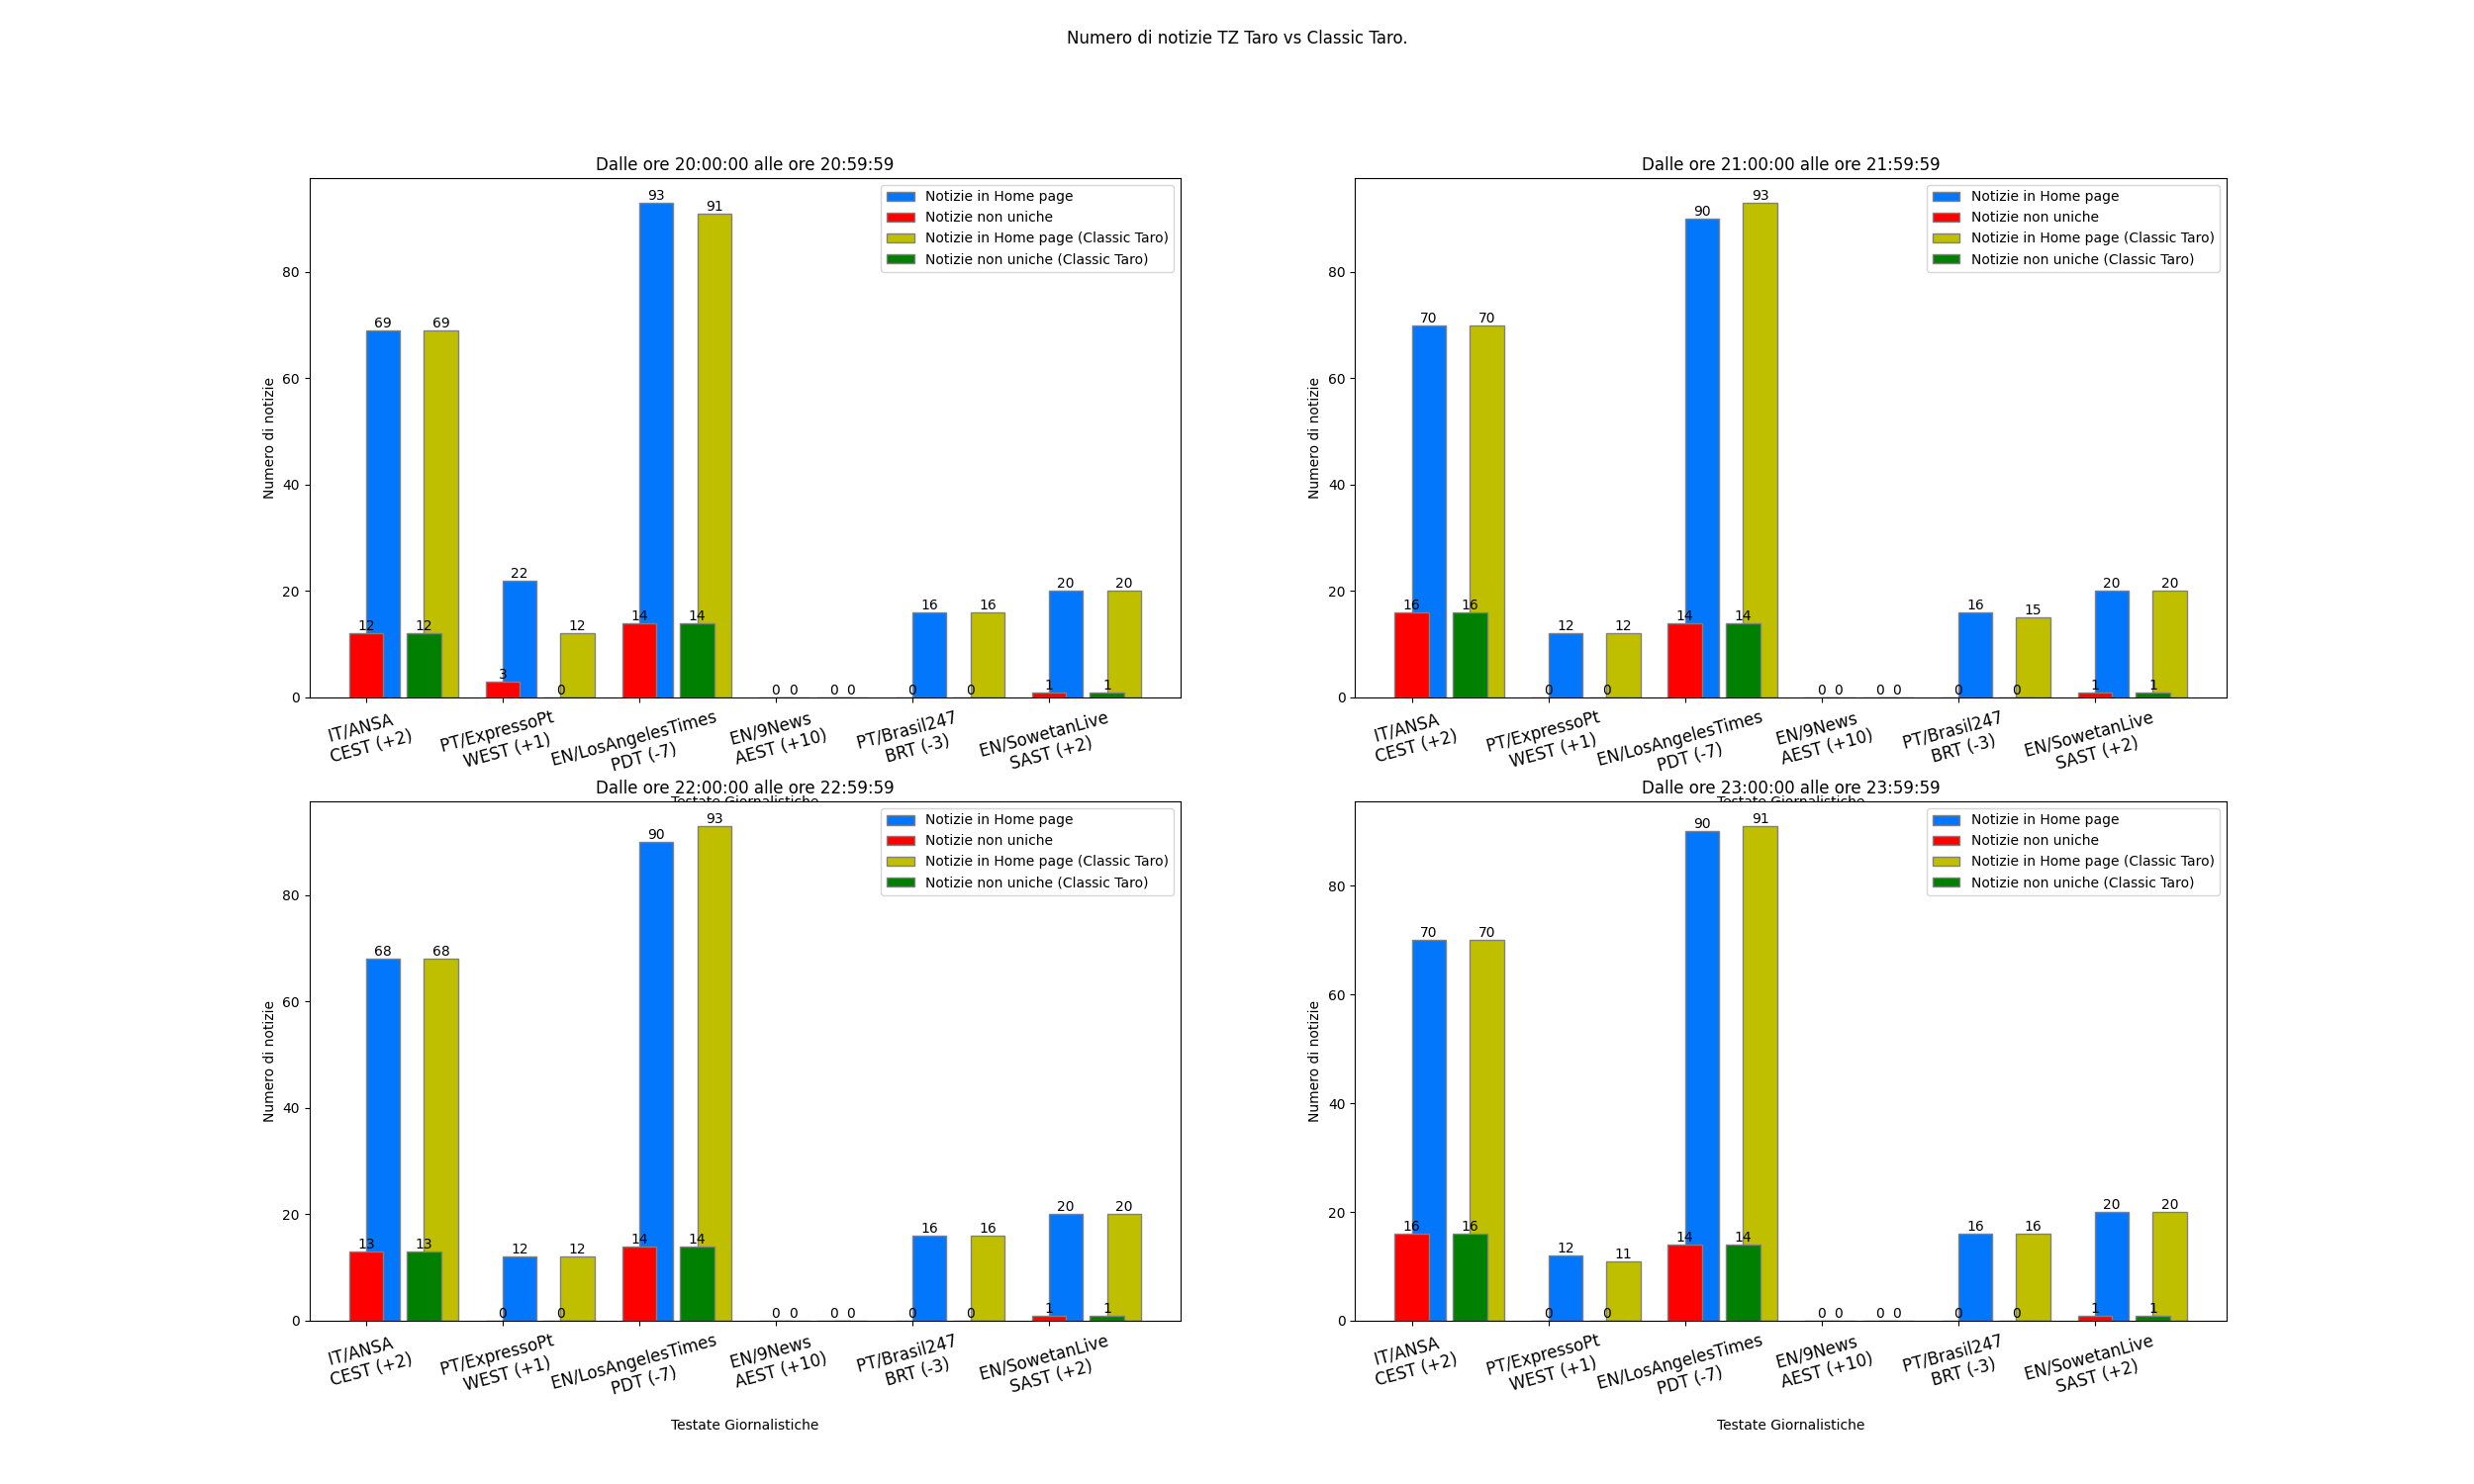 Numero di notizie TZ Taro vs Classic Taro.
Dalle ore 20:00:00 alle ore 20:59:59
Notizie in Home page
Notizie non uniche
Notizie in Home page (Classic Taro)
Notizie non uniche (Classic Taro)
Numero di notizie
80
60
40
20
0
69 69 22 12 93 91 0 0 0 0 16 16 20 20
12 12 3 0 14 14 0 0 1 1
IT/ANSA
CEST (+2)
PT/ExpressoPt
WEST (+1)
EN/LosAngelesTimes
PDT (-7)
EN/9News
AEST (+10)
PT/Brasil247
BRT (-3)
EN/SowetanLive
SAST (+2)
Testate Giornalistiche
Dalle ore 21:00:00 alle ore 21:59:59
Notizie in Home page
Notizie non uniche
Notizie in Home page (Classic Taro)
Notizie non uniche (Classic Taro)
Numero di notizie
80
60
40
20
0
70 70 12 12 90 93 0 0 0 0 16 15 20 20
16 16 0 0 14 14 0 0 1 1
IT/ANSA
CEST (+2)
PT/ExpressoPt
WEST (+1)
EN/LosAngelesTimes
PDT (-7)
EN/9News
AEST (+10)
PT/Brasil247
BRT (-3)
EN/SowetanLive
SAST (+2)
Testate Giornalistiche
Dalle ore 22:00:00 alle ore 22:59:59
Notizie in Home page
Notizie non uniche
Notizie in Home page (Classic Taro)
Notizie non uniche (Classic Taro)
Numero di notizie
80
60
40
20
0
68 68 12 12 90 93 0 0 0 0 16 16 20 20
13 13 0 0 14 14 0 0 1 1
IT/ANSA
CEST (+2)
PT/ExpressoPt
WEST (+1)
EN/LosAngelesTimes
PDT (-7)
EN/9News
AEST (+10)
PT/Brasil247
BRT (-3)
EN/SowetanLive
SAST (+2)
Testate Giornalistiche
Dalle ore 23:00:00 alle ore 23:59:59
Notizie in Home page
Notizie non uniche
Notizie in Home page (Classic Taro)
Notizie non uniche (Classic Taro)
Numero di notizie
80
60
40
20
0
70 70 12 11 90 91 0 0 0 0 16 16 20 20
16 16 0 0 14 14 0 0 1 1
IT/ANSA
CEST (+2)
PT/ExpressoPt
WEST (+1)
EN/LosAngelesTimes
PDT (-7)
EN/9News
AEST (+10)
PT/Brasil247
BRT (-3)
EN/SowetanLive
SAST (+2)
Testate Giornalistiche